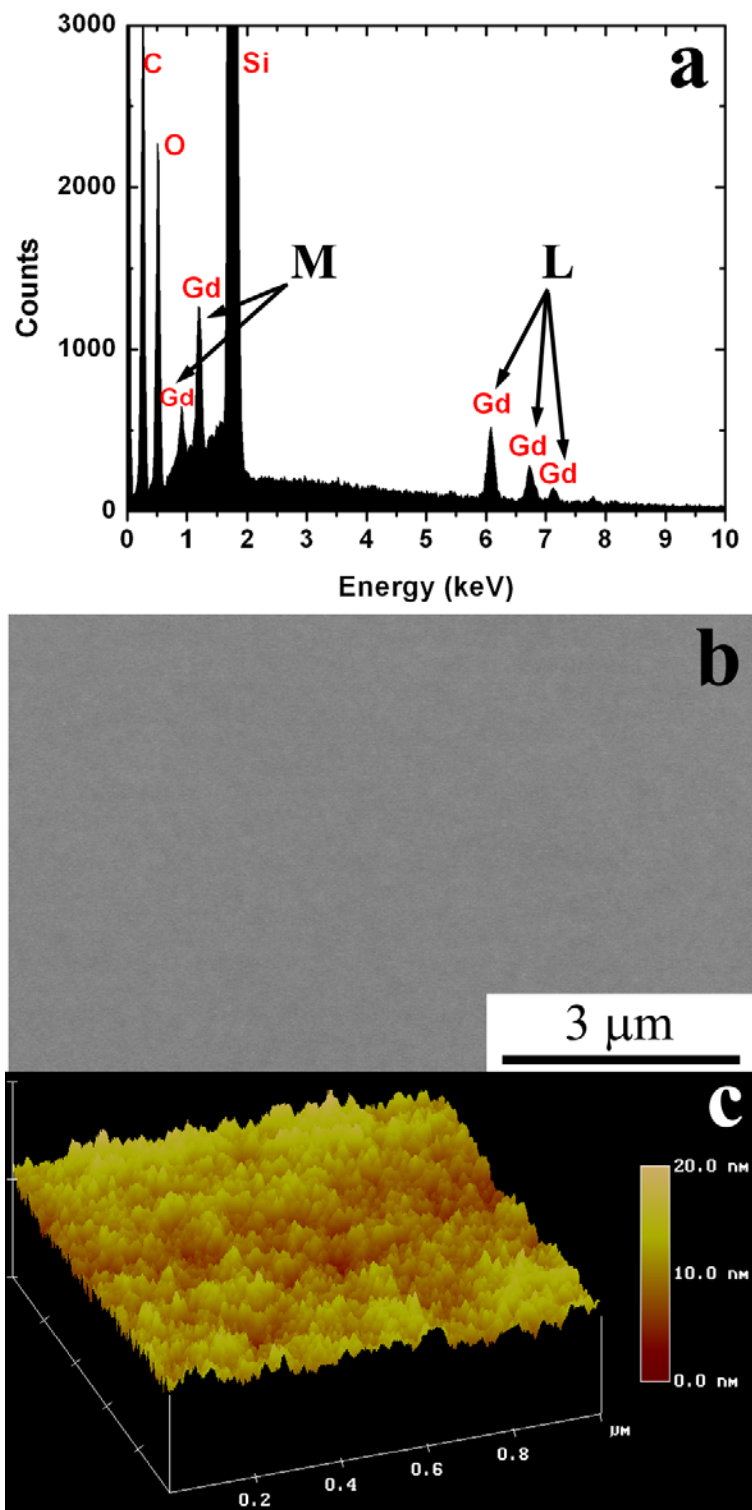 a
3000
C
Si
O
2000
M
L
Gd
Counts
1000
Gd
Gd
Gd
Gd
0
0 1 2 3 4 5 6 7 8 9 10
Energy (keV)
b
3 μm
c
20.0 nm
10.0 nm
0.0 nm
μm
0.8
0.6
0.4
0.2